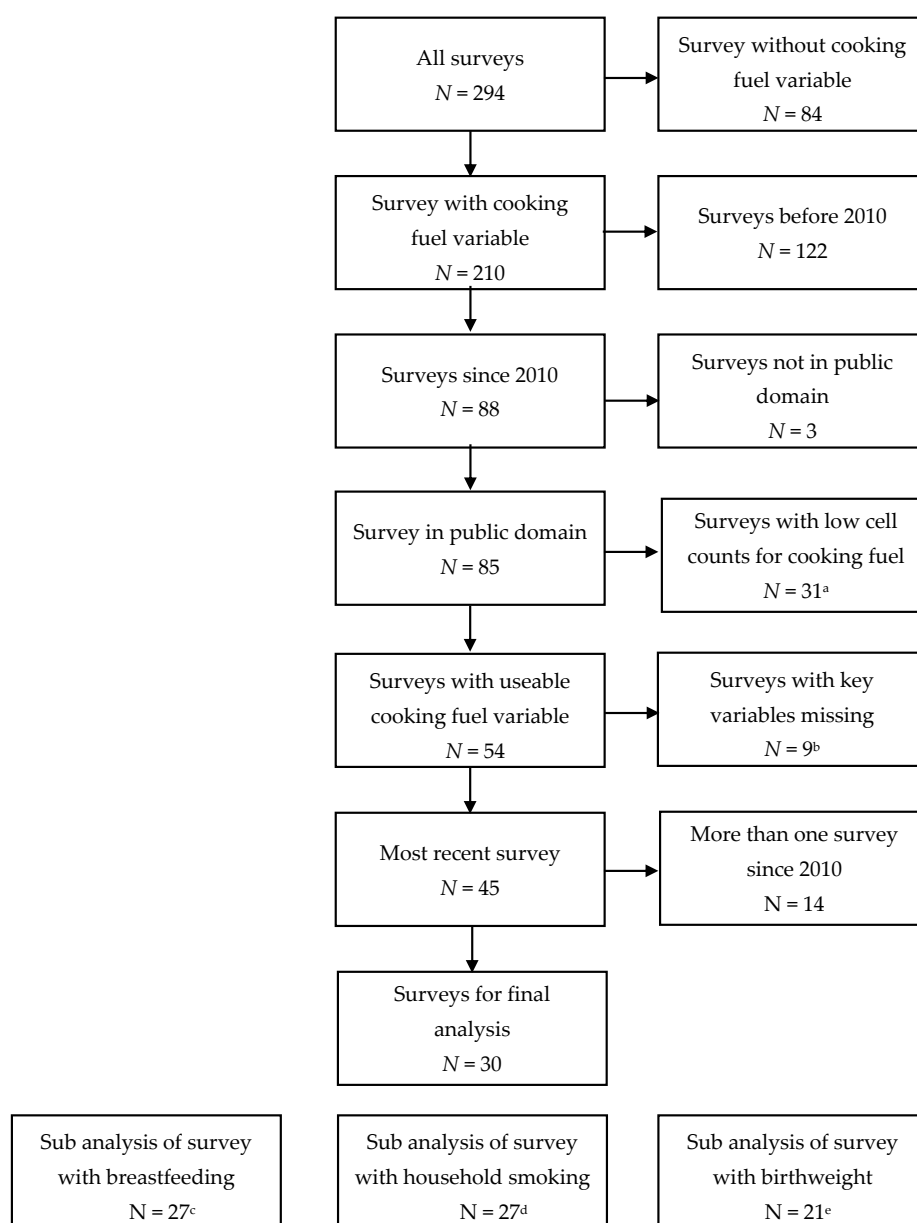 All surveys
N = 294
Survey without cooking
fuel variable
N = 84
Survey with cooking
fuel variable
N = 210
Surveys before 2010
N = 122
Surveys since 2010
N = 88
Surveys not in public
domain
N = 3
Survey in public domain
N = 85
Surveys with low cell
counts for cooking fuel
N = 31ᵃ
Surveys with useable
cooking fuel variable
N = 54
Surveys with key
variables missing
N = 9ᵇ
Most recent survey
N = 45
More than one survey
since 2010
N = 14
Surveys for final
analysis
N = 30
Sub analysis of survey
with breastfeeding
N = 27ᶜ
Sub analysis of survey
with household smoking
N = 27ᵈ
Sub analysis of survey
with birthweight
N = 21ᵉ